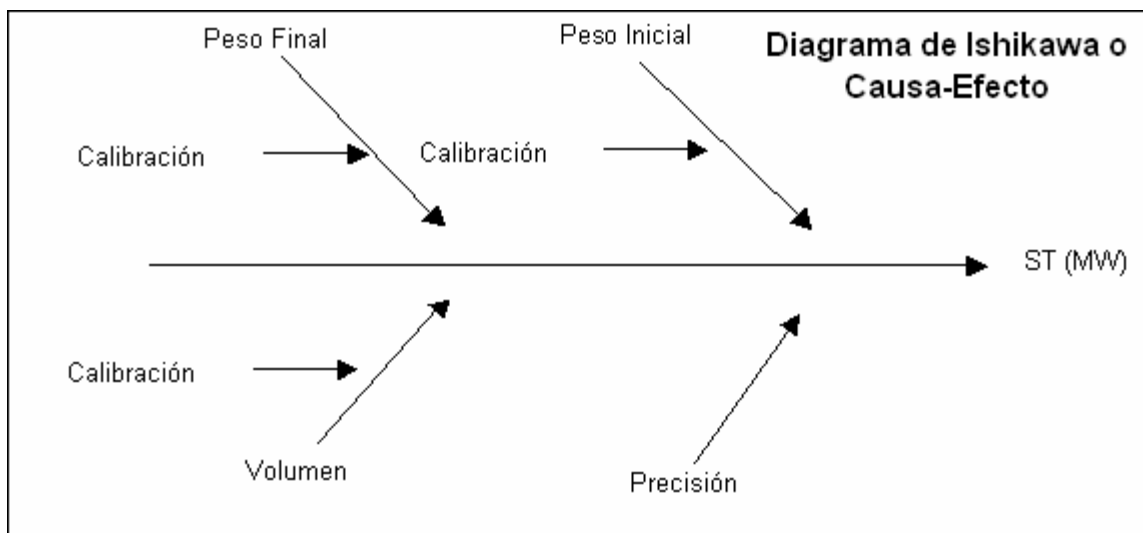 Peso Final
Peso Inicial
Diagrama de Ishikawa o
Causa-Efecto
Calibración
Calibración
ST (MW)
Calibración
Volumen
Precisión